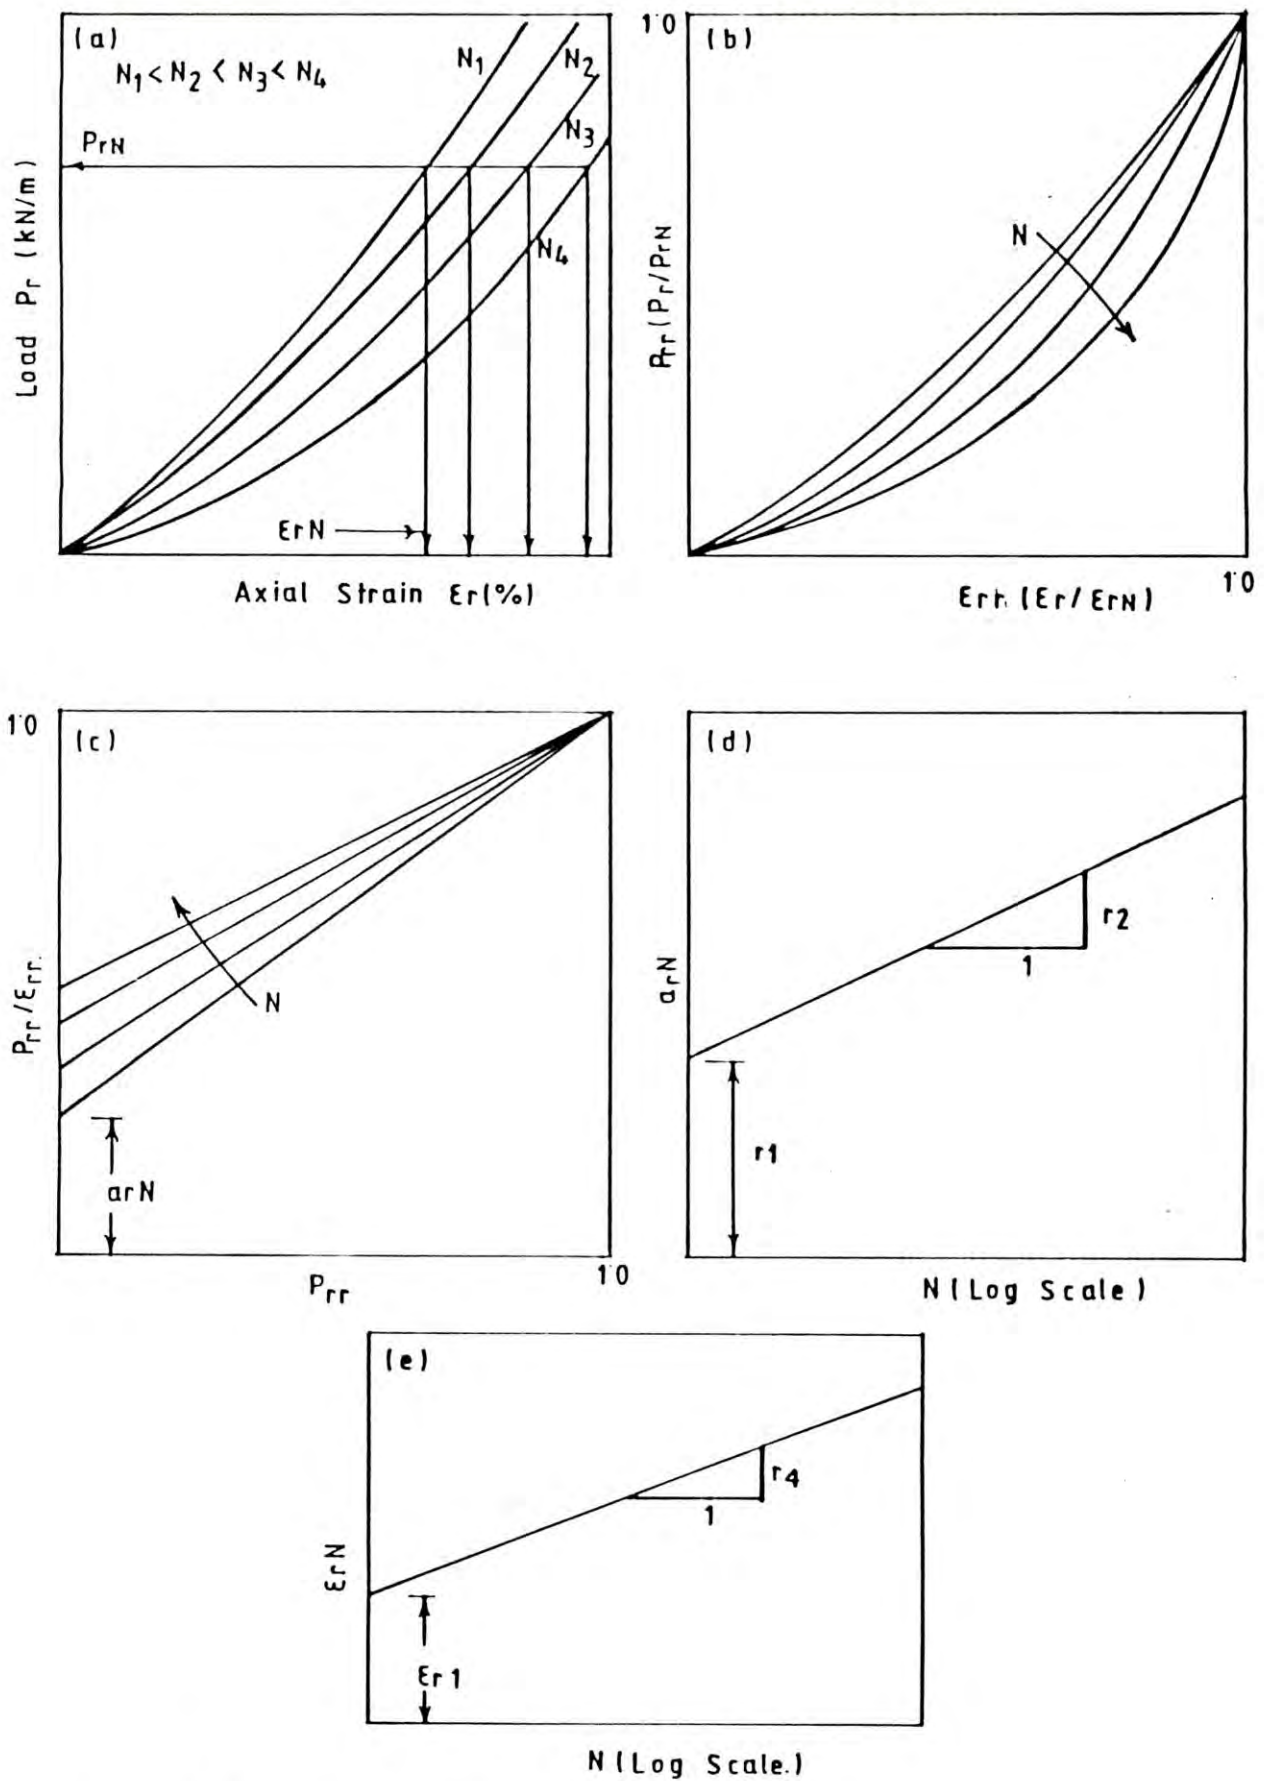 (a)
N₁ < N₂ < N₃ < N₄
N₁
N₂
N₃
N₄
PrN
ErN
Load Pr (kN/m)
Axial Strain Er(%)
(b)
1·0
N
Prr (Pr/PrN)
1·0
Err (Er/ErN)
(c)
1·0
N
arN
Prr/Err.
Prr
1·0
(d)
r2
1
r1
arN
N (Log Scale)
(e)
r4
1
Er1
ErN
N (Log Scale.)